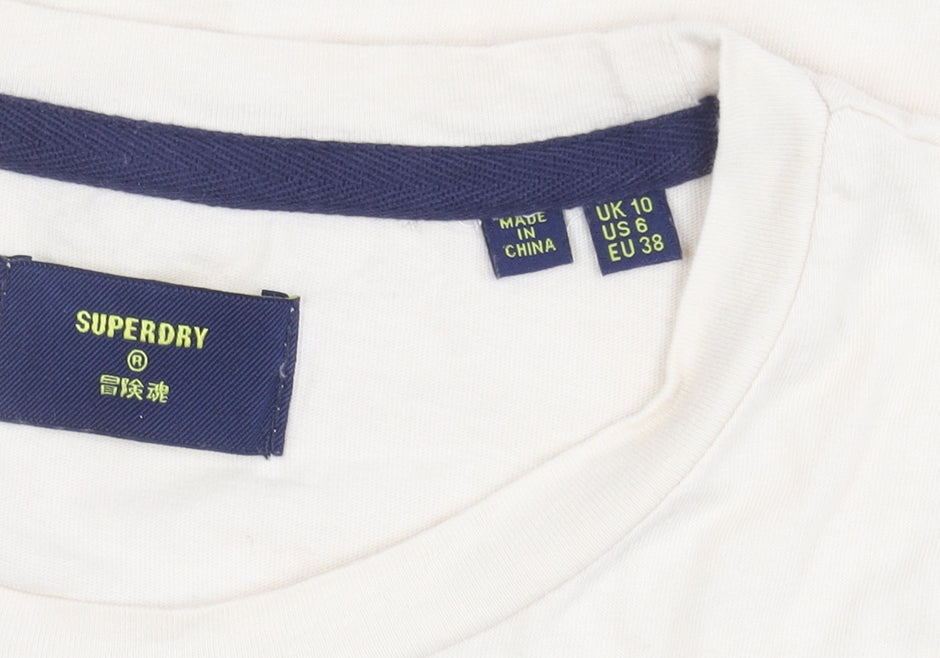 MADE
IN
CHINA
UK 10
US 6
EU 38
SUPERDRY
®
冒険魂